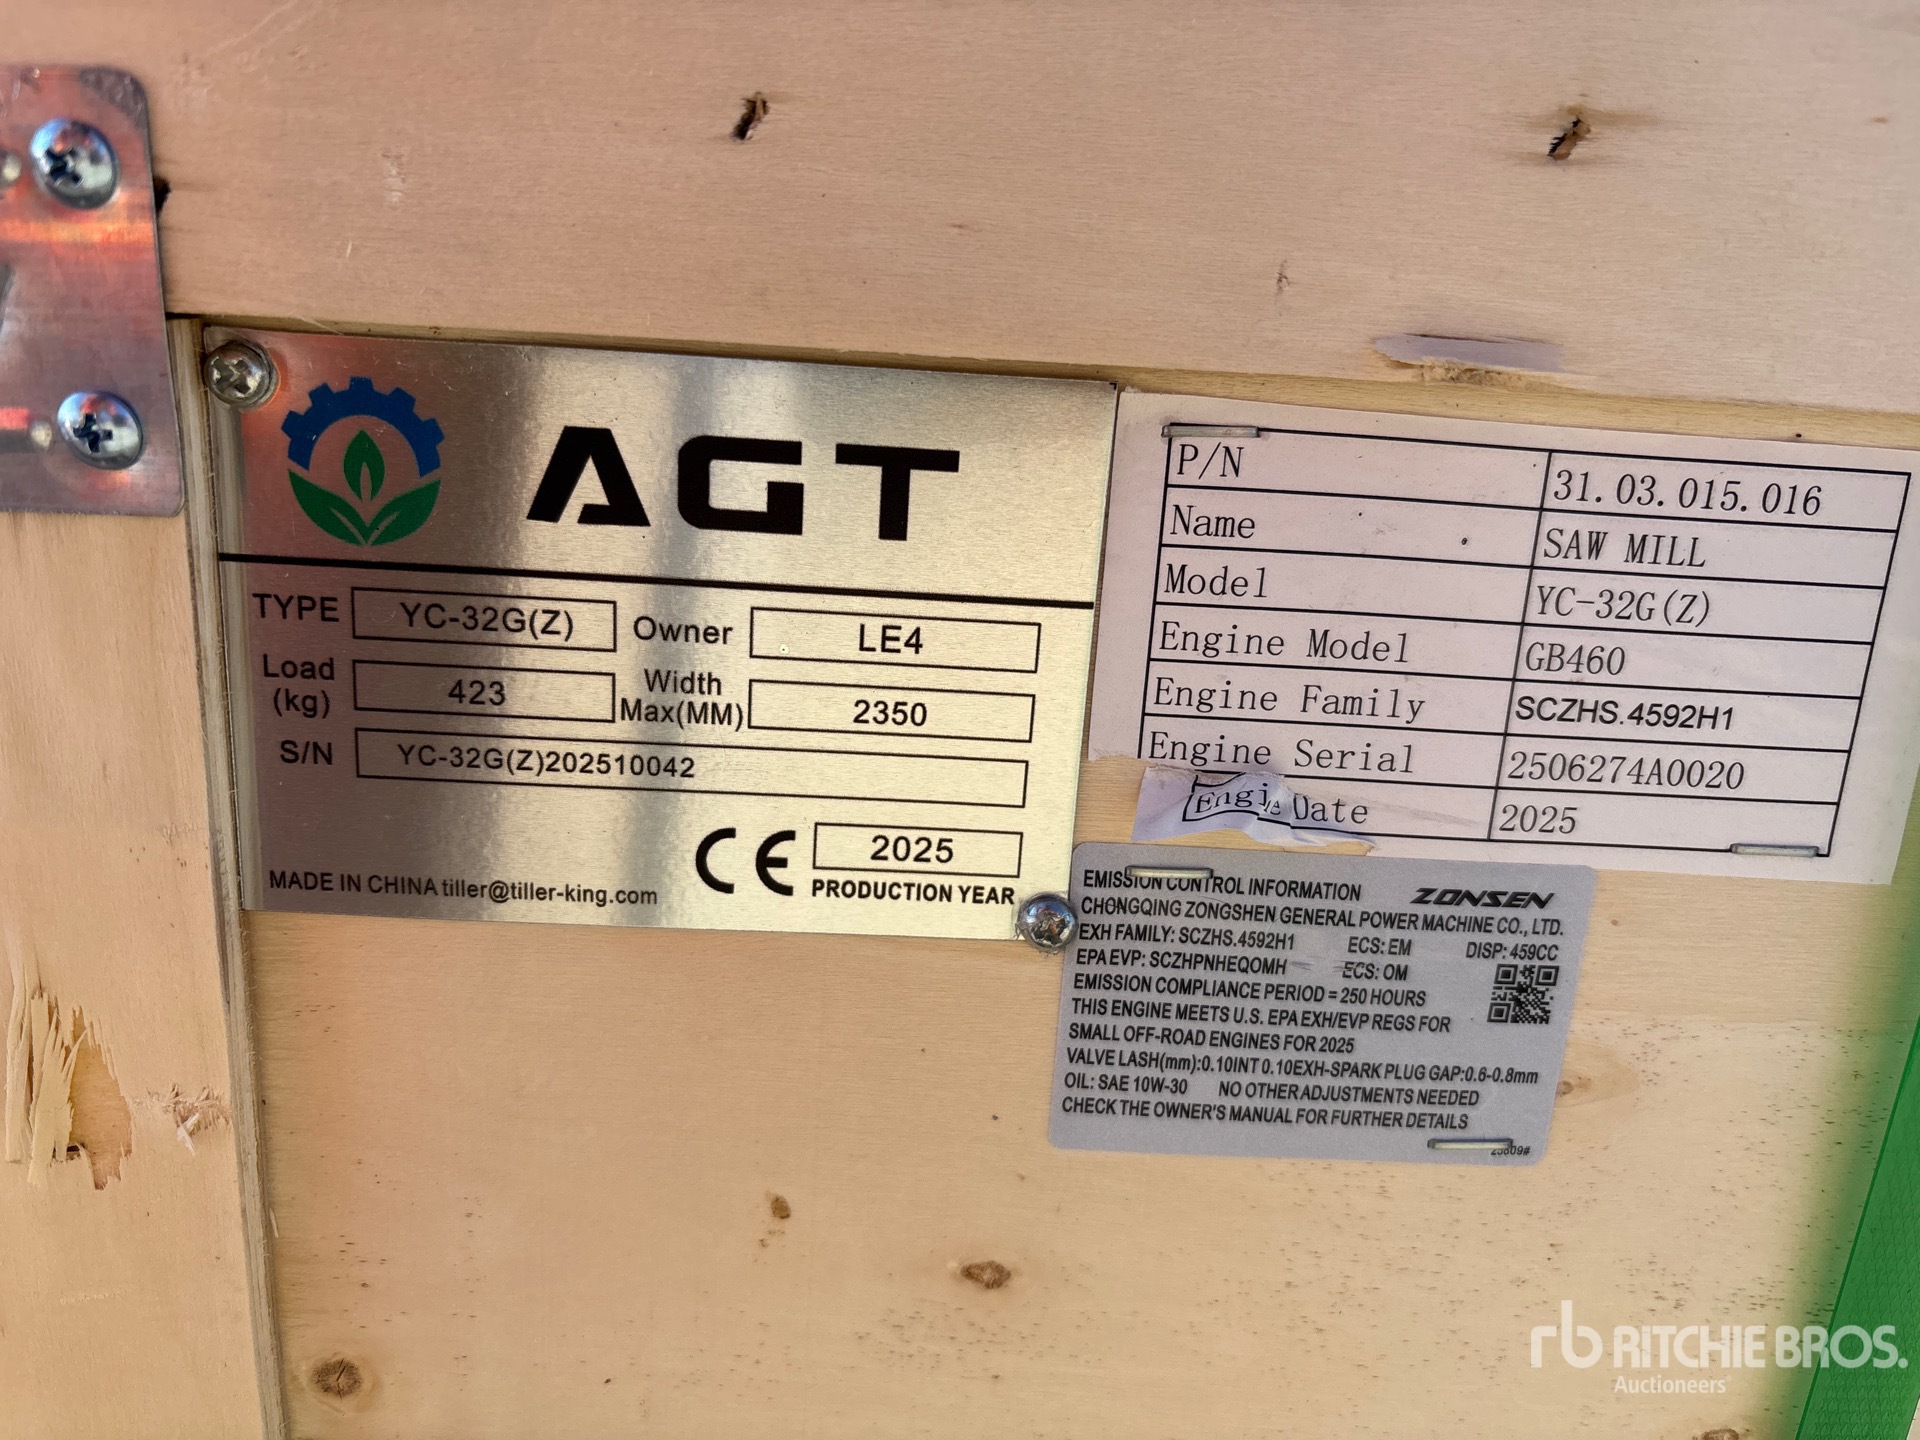 AGT
TYPE YC-32G(Z) Owner LE4
Load (kg) 423 Width Max(MM) 2350
S/N YC-32G(Z)202510042
CE 2025
MADE IN CHINA tiller@tiller-king.com PRODUCTION YEAR
P/N 31.03.015.016
Name SAW MILL
Model YC-32G(Z)
Engine Model GB460
Engine Family SCZHS.4592H1
Engine Serial 2506274A0020
Engine Date 2025
EMISSION CONTROL INFORMATION ZONSEN
CHONGQING ZONGSHEN GENERAL POWER MACHINE CO., LTD.
EXH FAMILY: SCZHS.4592H1 ECS: EM DISP: 459CC
EPA EVP: SCZHPNHEQOMH ECS: OM
EMISSION COMPLIANCE PERIOD = 250 HOURS
THIS ENGINE MEETS U.S. EPA EXH/EVP REGS FOR
SMALL OFF-ROAD ENGINES FOR 2025
VALVE LASH(mm):0.10INT 0.10EXH-SPARK PLUG GAP:0.6-0.8mm
OIL: SAE 10W-30 NO OTHER ADJUSTMENTS NEEDED
CHECK THE OWNER'S MANUAL FOR FURTHER DETAILS
rb RITCHIE BROS.
Auctioneers